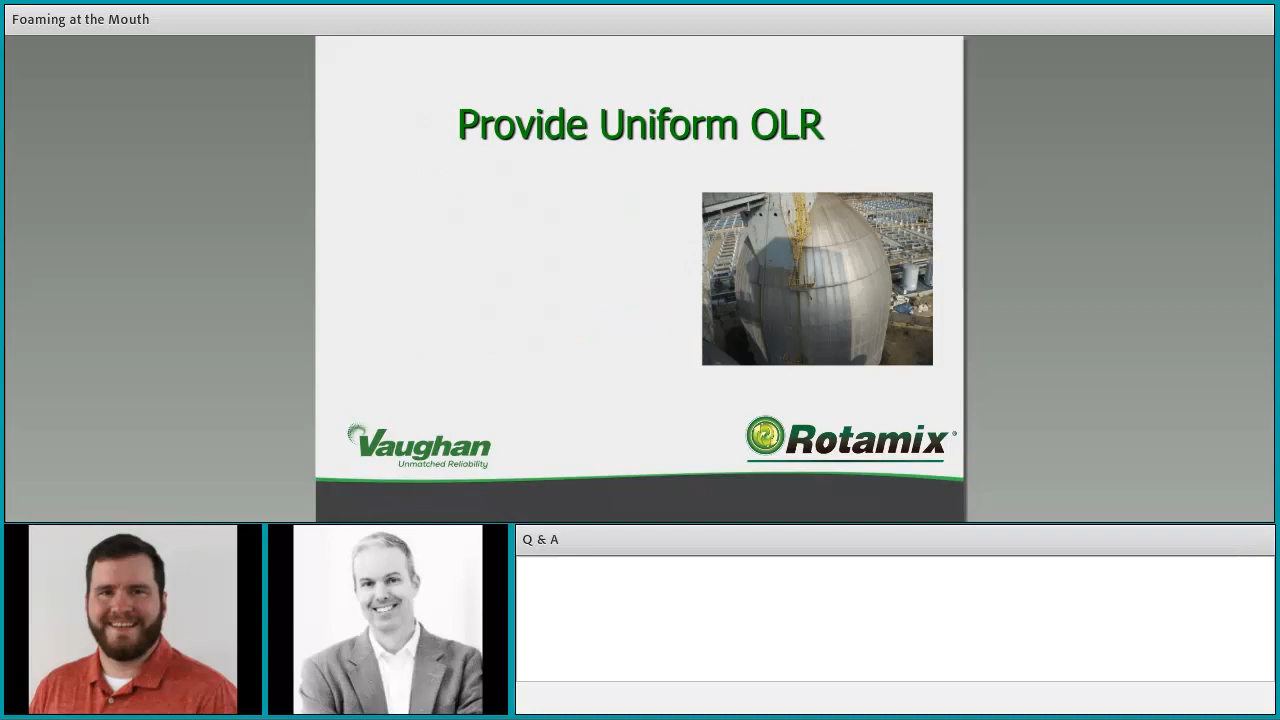 Foaming at the Mouth
Provide Uniform OLR
Vaughan
Unmatched Reliability
Rotamix®
Q & A